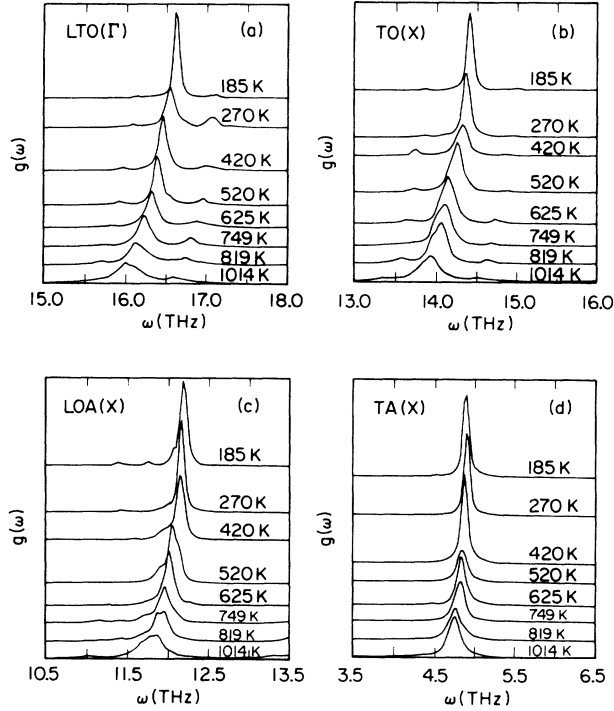 LTO(Γ) (a)
185 K
270 K
420 K
520 K
625 K
749 K
819 K
1014 K
g(ω)
15.0 16.0 17.0 18.0
ω(THz)
TO(X) (b)
185 K
270 K
420 K
520 K
625 K
749 K
819 K
1014 K
g(ω)
13.0 14.0 15.0 16.0
ω(THz)
LOA(X) (c)
185 K
270 K
420 K
520 K
625 K
749 K
819 K
1014 K
g(ω)
10.5 11.5 12.5 13.5
ω(THz)
TA(X) (d)
185 K
270 K
420 K
520 K
625 K
749 K
819 K
1014 K
g(ω)
3.5 4.5 5.5 6.5
ω(THz)